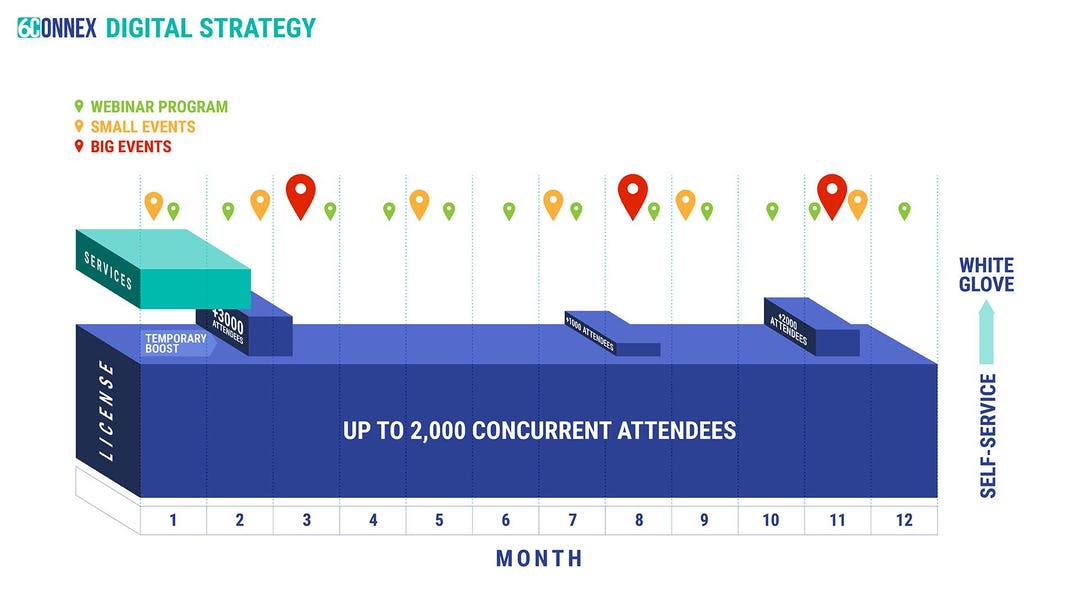 6CONNEX DIGITAL STRATEGY
WEBINAR PROGRAM
SMALL EVENTS
BIG EVENTS
SERVICES
WHITE
GLOVE
SELF-SERVICE
+3000
ATTENDEES
+1000 ATTENDEES
+2000
ATTENDEES
TEMPORARY
BOOST
LICENSE
UP TO 2,000 CONCURRENT ATTENDEES
1 2 3 4 5 6 7 8 9 10 11 12
MONTH